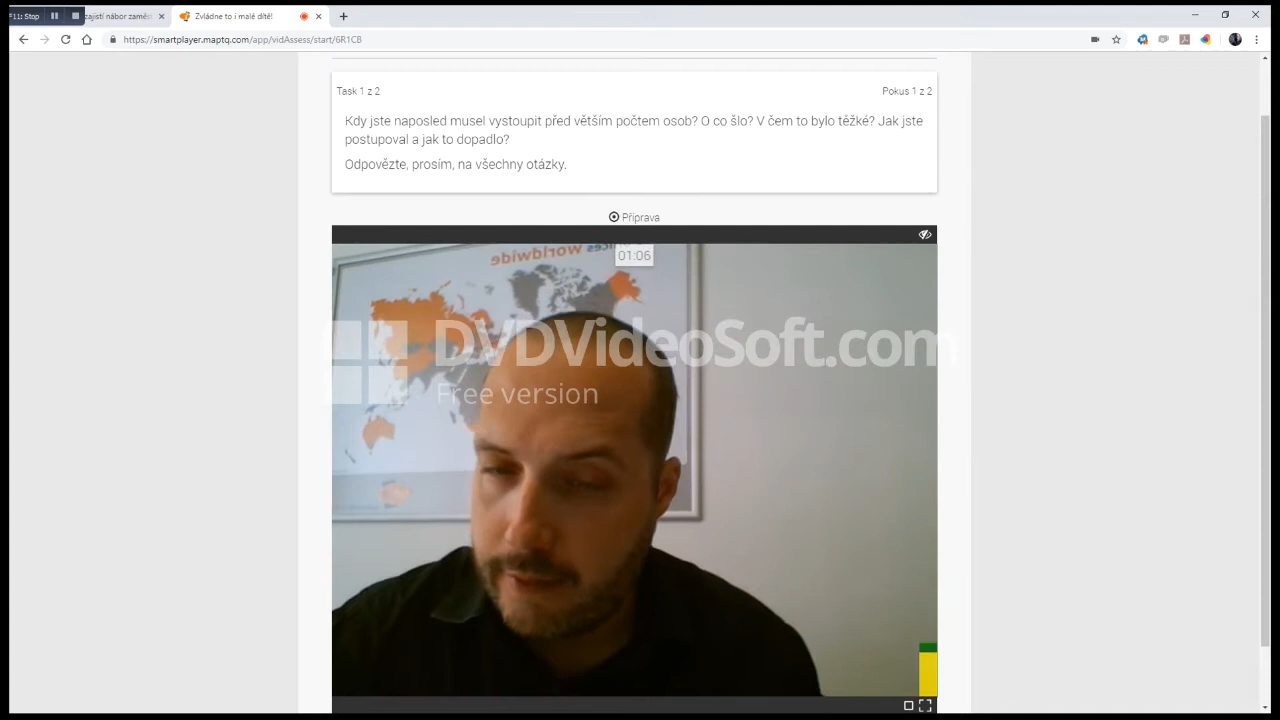 F11: Stop
zajistí nábor zaměst
Zvládne to i malé dítě!
https://smartplayer.maptq.com/app/vidAssess/start/6R1CB
Task 1 z 2
Pokus 1 z 2
Kdy jste naposled musel vystoupit před větším počtem osob? O co šlo? V čem to bylo těžké? Jak jste
postupoval a jak to dopadlo?
Odpovězte, prosím, na všechny otázky.
Příprava
Worldwide
01:06
DVDVideoSoft.com
Free version